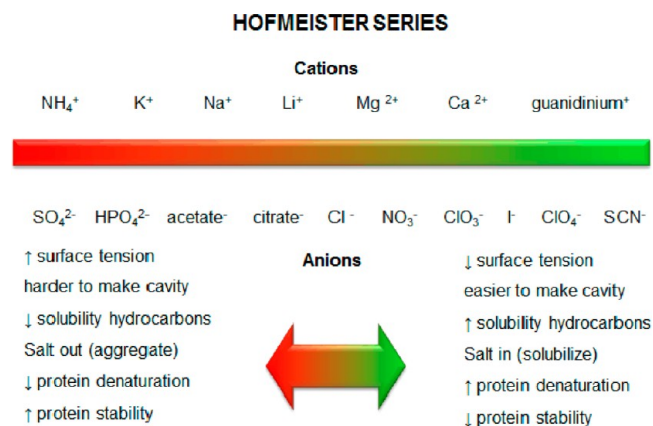 HOFMEISTER SERIES
Cations
NH₄⁺ K⁺ Na⁺ Li⁺ Mg ²⁺ Ca ²⁺ guanidinium⁺
SO₄²⁻ HPO₄²⁻ acetate⁻ citrate⁻ Cl⁻ NO₃⁻ ClO₃⁻ I⁻ ClO₄⁻ SCN⁻
Anions
↑ surface tension
harder to make cavity
↓ solubility hydrocarbons
Salt out (aggregate)
↓ protein denaturation
↑ protein stability
↓ surface tension
easier to make cavity
↑ solubility hydrocarbons
Salt in (solubilize)
↑ protein denaturation
↓ protein stability